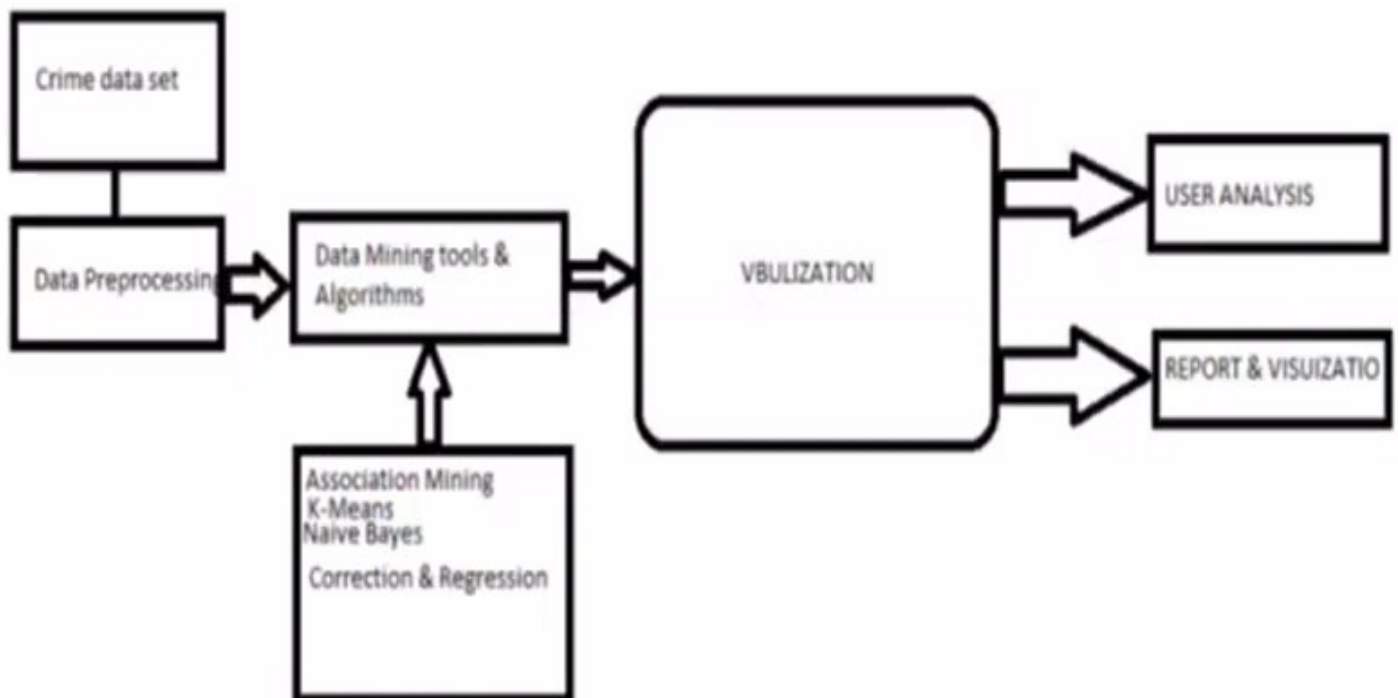 Crime data set
Data Preprocessing
Data Mining tools &
Algorithms
Association Mining
K-Means
Naive Bayes
Correction & Regression
VBULIZATION
USER ANALYSIS
REPORT & VISUIZATIO